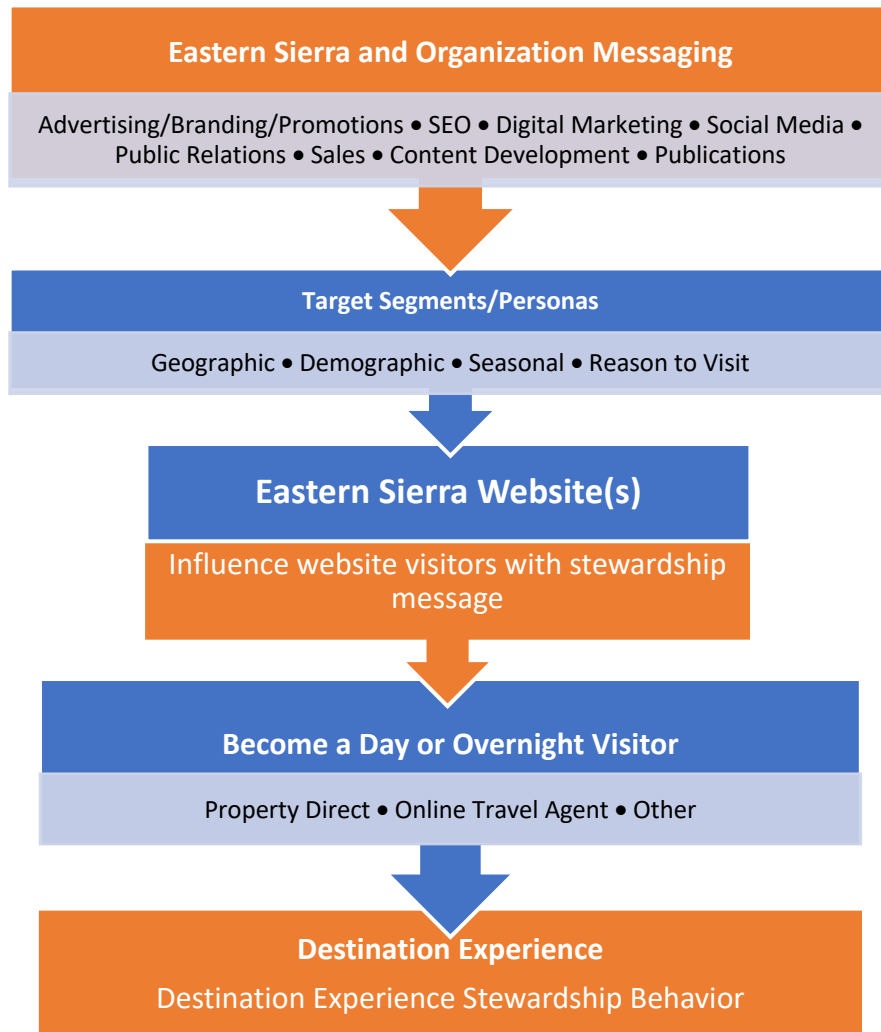 Eastern Sierra and Organization Messaging
Advertising/Branding/Promotions • SEO • Digital Marketing • Social Media •
Public Relations • Sales • Content Development • Publications
Target Segments/Personas
Geographic • Demographic • Seasonal • Reason to Visit
Eastern Sierra Website(s)
Influence website visitors with stewardship
message
Become a Day or Overnight Visitor
Property Direct • Online Travel Agent • Other
Destination Experience
Destination Experience Stewardship Behavior